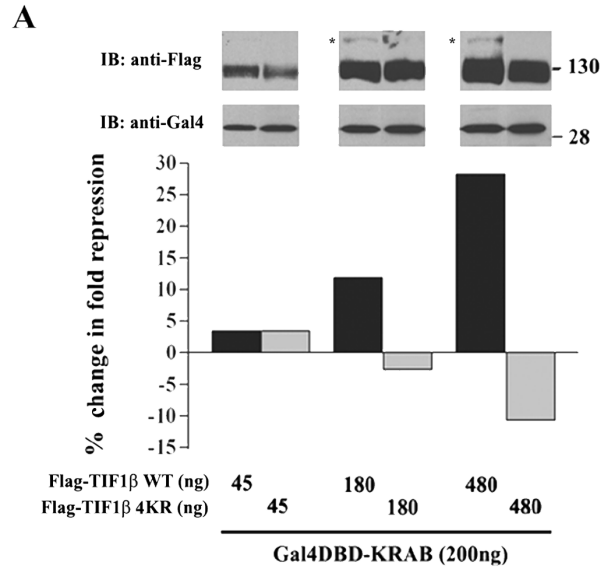 A
IB: anti-Flag
* *
130
IB: anti-Gal4
28
% change in fold repression
30
25
20
15
10
5
0
-5
-10
-15
Flag-TIF1β WT (ng) 45 180 480
Flag-TIF1β 4KR (ng) 45 180 480
Gal4DBD-KRAB (200ng)